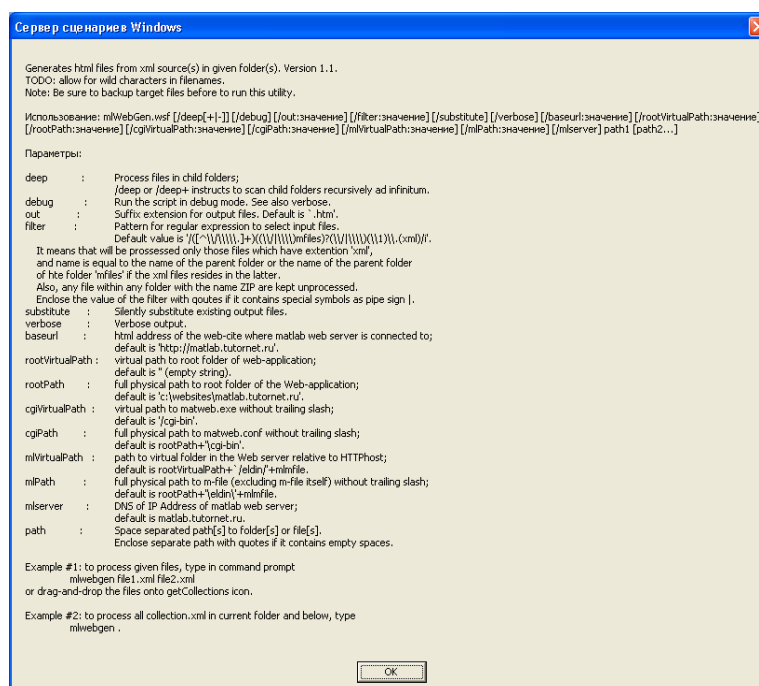 Сервер сценариев Windows
Generates html files from xml source(s) in given folder(s). Version 1.1.
TODO: allow for wild characters in filenames.
Note: Be sure to backup target files before to run this utility.
Использование: mlWebGen.wsf [/deep[+|-]] [/debug] [/out:значение] [/filter:значение] [/substitute] [/verbose] [/baseurl:значение] [/rootVirtualPath:значение]
[/rootPath:значение] [/cgiVirtualPath:значение] [/cgiPath:значение] [/mlVirtualPath:значение] [/mlPath:значение] [/mlserver] path1 [path2...]
Параметры:
deep : Process files in child folders;
/deep or /deep+ instructs to scan child folders recursively ad infinitum.
debug : Run the script in debug mode. See also verbose.
out : Suffix extension for output files. Default is `.htm'.
filter : Pattern for regular expression to select input files.
Default value is '/([^\\/\\\\.]+)((\\/|\\\\)mfiles)?(\\/|\\\\)(\\1)\\.(xml)/i'.
It means that will be prossessed only those files which have extention 'xml',
and name is equal to the name of the parent folder or the name of the parent folder
of hte folder 'mfiles' if the xml files resides in the latter.
Also, any file within any folder with the name ZIP are kept unprocessed.
Enclose the value of the filter with qoutes if it contains special symbols as pipe sign |.
substitute : Silently substitute existing output files.
verbose : Verbose output.
baseurl : html address of the web-cite where matlab web server is connected to;
default is 'http://matlab.tutornet.ru'.
rootVirtualPath : virtual path to root folder of web-application;
default is '' (empty string).
rootPath : full physical path to root folder of the Web-application;
default is 'c:\websites\matlab.tutornet.ru'.
cgiVirtualPath : virtual path to matweb.exe without trailing slash;
default is '/cgi-bin'.
cgiPath : full physical path to matweb.conf without trailing slash;
default is rootPath+'\cgi-bin'.
mlVirtualPath : path to virtual folder in the Web server relative to HTTPhost;
default is rootVirtualPath+`/eldin/'+mlmfile.
mlPath : full physical path to m-file (excluding m-file itself) without trailing slash;
default is rootPath+'\eldin\'+mlmfile.
mlserver : DNS of IP Address of matlab web server;
default is matlab.tutornet.ru.
path : Space separated path[s] to folder[s] or file[s].
Enclose separate path with quotes if it contains empty spaces.
Example #1: to process given files, type in command prompt
mlwebgen file1.xml file2.xml
or drag-and-drop the files onto getCollections icon.
Example #2: to process all collection.xml in current folder and below, type
mlwebgen .
OK